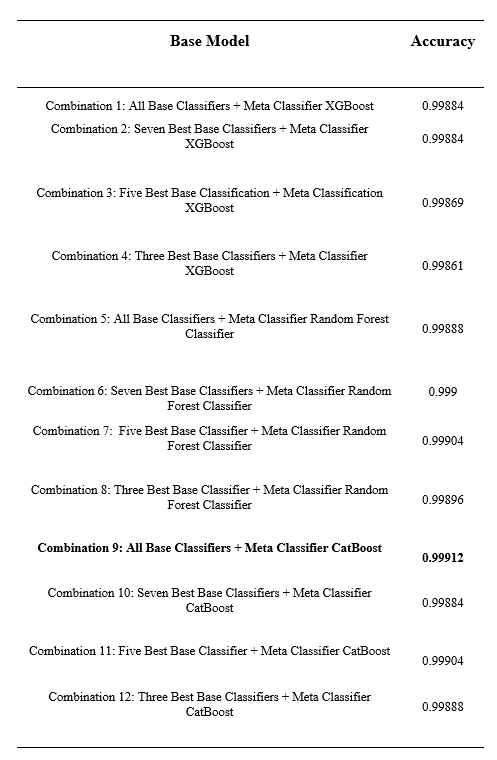 Base Model Accuracy
Combination 1: All Base Classifiers + Meta Classifier XGBoost 0.99884
Combination 2: Seven Best Base Classifiers + Meta Classifier
XGBoost
0.99884
Combination 3: Five Best Base Classification + Meta Classification
XGBoost
0.99869
Combination 4: Three Best Base Classifiers + Meta Classifier
XGBoost
0.99861
Combination 5: All Base Classifiers + Meta Classifier Random Forest
Classifier
0.99888
Combination 6: Seven Best Base Classifiers + Meta Classifier Random
Forest Classifier
0.999
Combination 7: Five Best Base Classifier + Meta Classifier Random
Forest Classifier
0.99904
Combination 8: Three Best Base Classifier + Meta Classifier Random
Forest Classifier
0.99896
Combination 9: All Base Classifiers + Meta Classifier CatBoost
0.99912
Combination 10: Seven Best Base Classifiers + Meta Classifier
CatBoost
0.99884
Combination 11: Five Best Base Classifier + Meta Classifier CatBoost
0.99904
Combination 12: Three Best Base Classifiers + Meta Classifier
CatBoost
0.99888